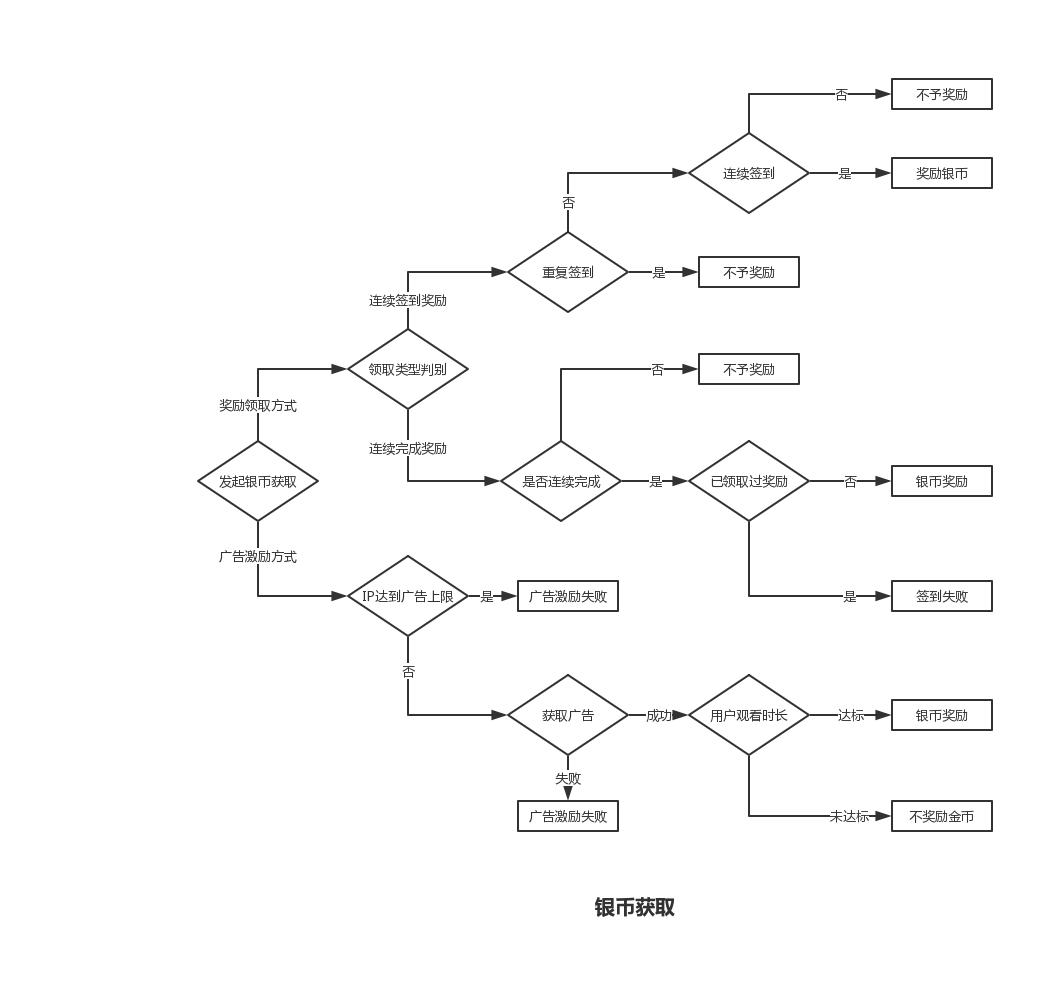 否
不予奖励
连续签到
是
奖励银币
否
重复签到
是
不予奖励
连续签到奖励
领取类型判别
否
不予奖励
奖励领取方式
连续完成奖励
发起银币获取
是否连续完成
是
已领取过奖励
否
银币奖励
广告激励方式
IP达到广告上限
是
广告激励失败
是
签到失败
否
获取广告
成功
用户观看时长
达标
银币奖励
失败
广告激励失败
未达标
不奖励金币
银币获取